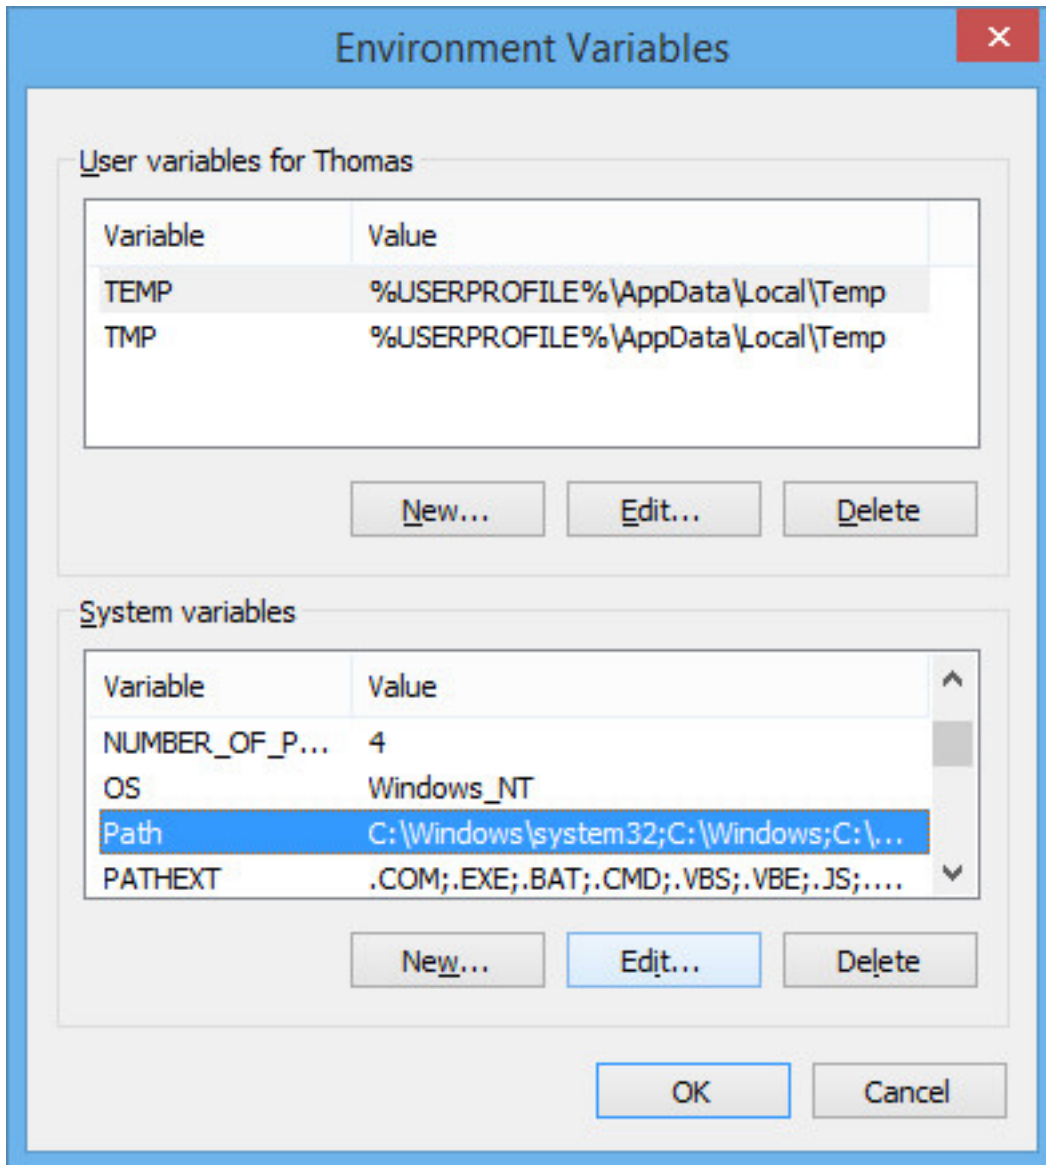 Environment Variables
User variables for Thomas
Variable Value
TEMP %USERPROFILE%\AppData\Local\Temp
TMP %USERPROFILE%\AppData\Local\Temp
New... Edit... Delete
System variables
Variable Value
NUMBER_OF_P... 4
OS Windows_NT
Path C:\Windows\system32;C:\Windows;C:\...
PATHEXT .COM;.EXE;.BAT;.CMD;.VBS;.VBE;.JS;....
New... Edit... Delete
OK Cancel